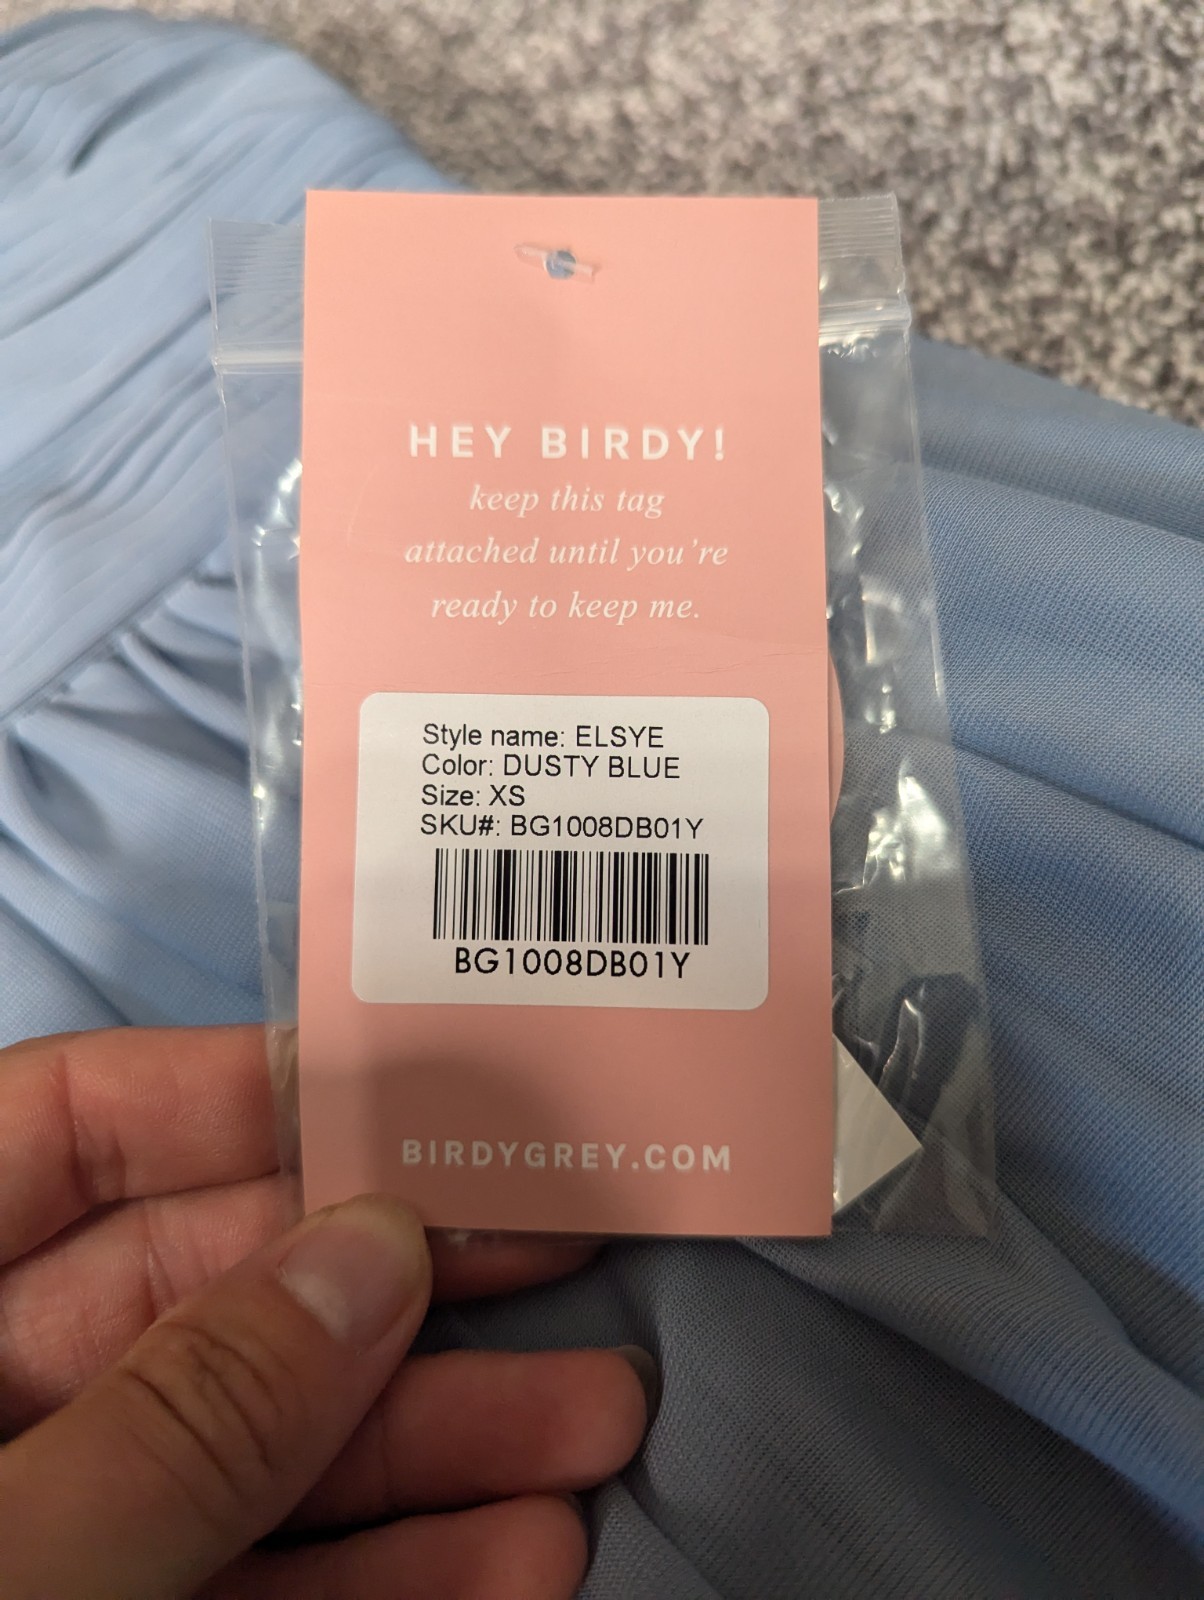 HEY BIRDY!
keep this tag
attached until you're
ready to keep me.
Style name: ELSYE
Color: DUSTY BLUE
Size: XS
SKU#: BG1008DB01Y
BG1008DB01Y
BIRDYGREY.COM